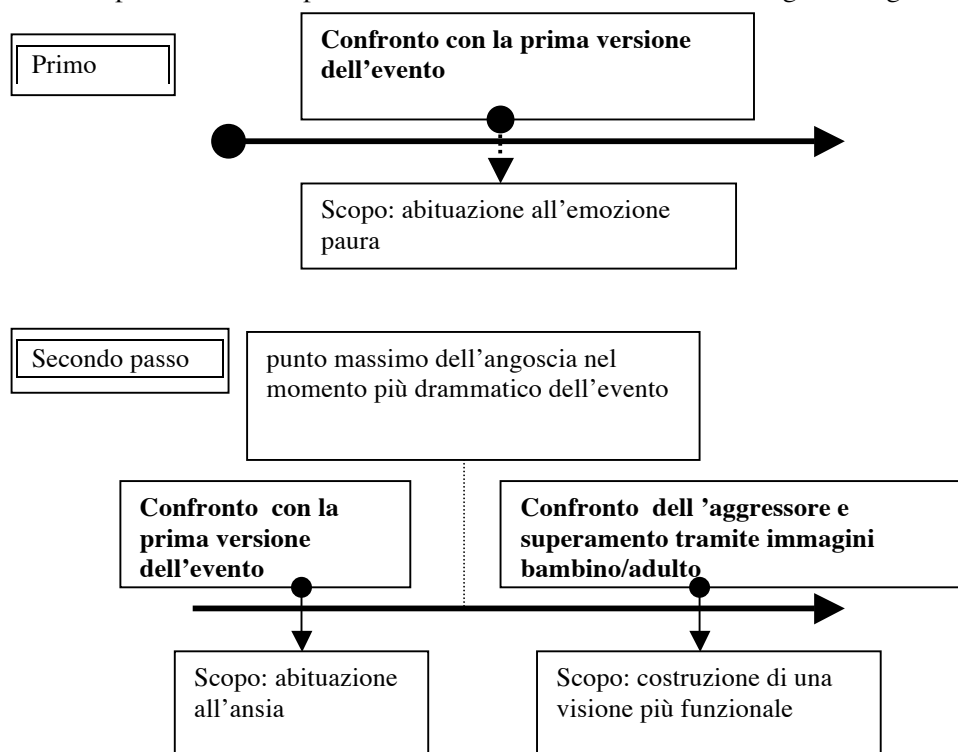 Primo
Confronto con la prima versione
dell’evento
Scopo: abituazione all’emozione
paura
Secondo passo
punto massimo dell’angoscia nel
momento più drammatico dell’evento
Confronto con la
prima versione
dell’evento
Confronto dell ’aggressore e
superamento tramite immagini
bambino/adulto
Scopo: abituazione
all’ansia
Scopo: costruzione di una
visione più funzionale